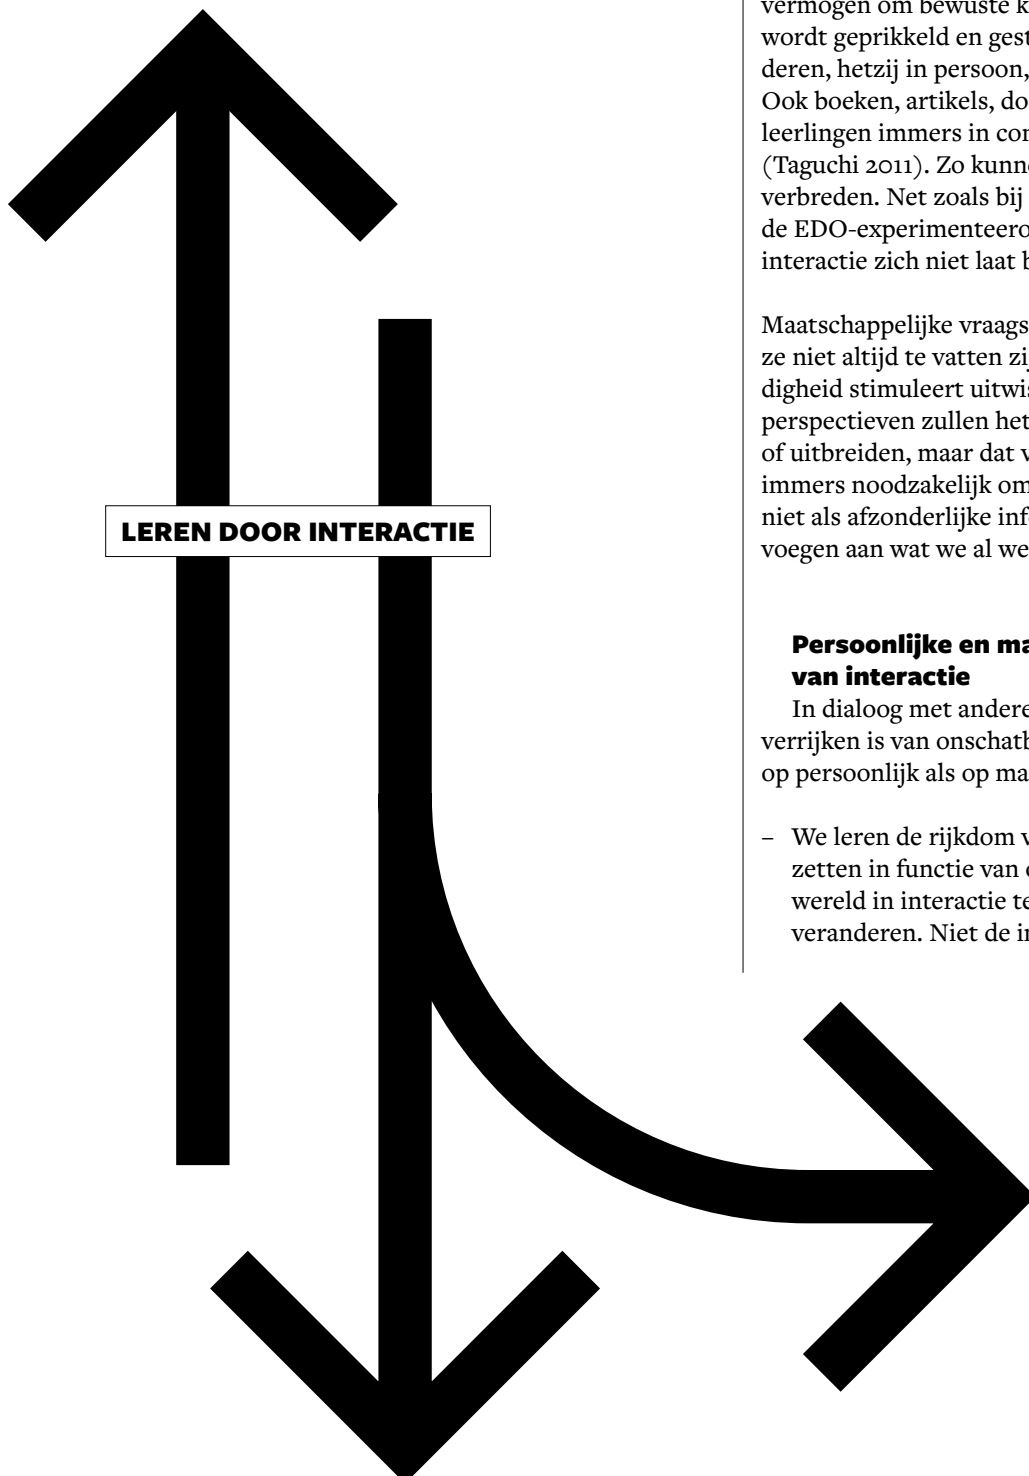 LEREN DOOR INTERACTIE
vermogen om bewuste k
wordt geprikkeld en gest
deren, hetzij in persoon,
Ook boeken, artikels, do
leerlingen immers in con
(Taguchi 2011). Zo kunne
verbreden. Net zoals bij
de EDO-experimenteero
interactie zich niet laat b
Maatschappelijke vraags
ze niet altijd te vatten zij
digheid stimuleert uitwis
perspectieven zullen het
of uitbreiden, maar dat v
immers noodzakelijk om
niet als afzonderlijke inf
voegen aan wat we al we
Persoonlijke en ma
van interactie
In dialoog met andere
verrijken is van onschatb
op persoonlijk als op ma
– We leren de rijkdom v
zetten in functie van
wereld in interactie te
veranderen. Niet de in